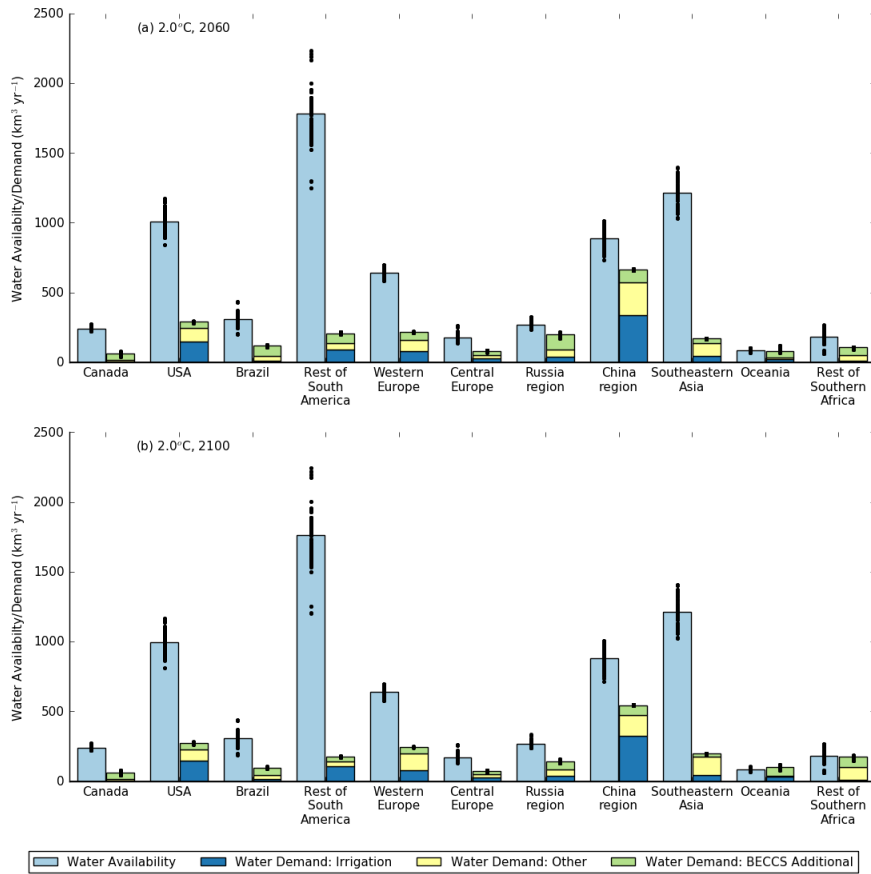 (a) 2.0°C, 2060
Water Availabilty/Demand (km³ yr⁻¹)
2500
2000
1500
1000
500
0
Canada
USA
Brazil
Rest of
South
America
Western
Europe
Central
Europe
Russia
region
China
region
Southeastern
Asia
Oceania
Rest of
Southern
Africa
(b) 2.0°C, 2100
Water Availabilty/Demand (km³ yr⁻¹)
2500
2000
1500
1000
500
0
Canada
USA
Brazil
Rest of
South
America
Western
Europe
Central
Europe
Russia
region
China
region
Southeastern
Asia
Oceania
Rest of
Southern
Africa
Water Availability
Water Demand: Irrigation
Water Demand: Other
Water Demand: BECCS Additional